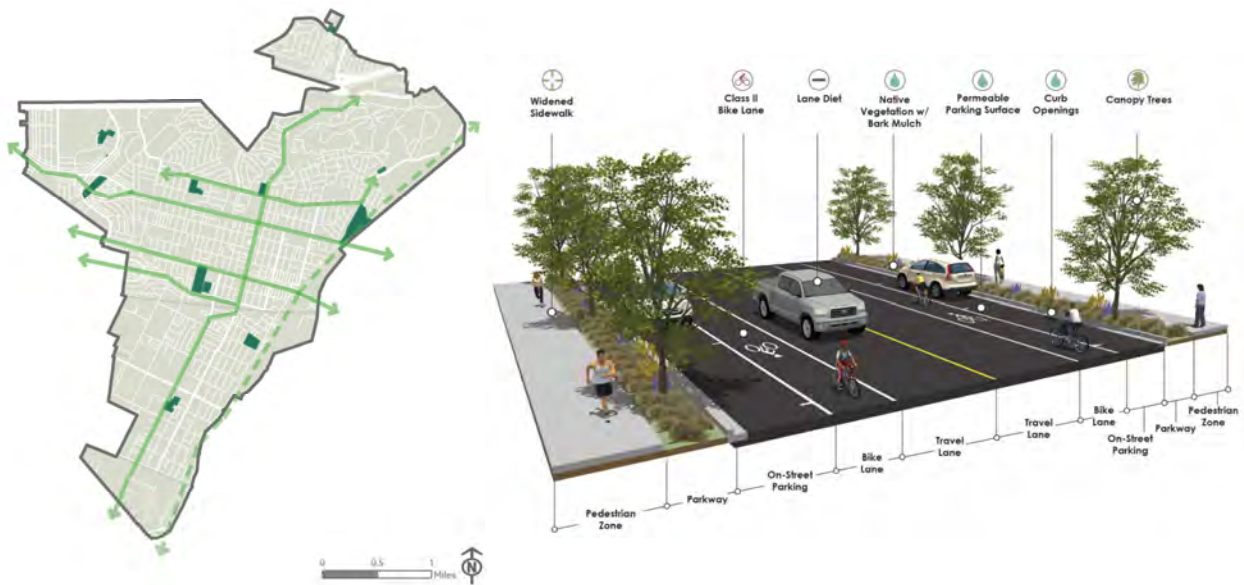 0 0.5 1
Miles
N
Widened
Sidewalk
Class II
Bike Lane
Lane Diet
Native
Vegetation w/
Bark Mulch
Permeable
Parking Surface
Curb
Openings
Canopy Trees
Pedestrian
Zone
Parkway
On-Street
Parking
Bike
Lane
Travel
Lane
Travel
Lane
Bike
Lane
On-Street
Parking
Parkway
Pedestrian
Zone